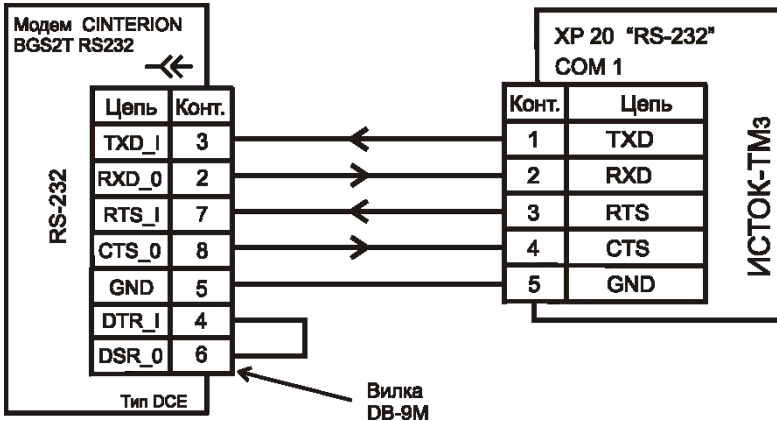 Модем CINTERION
BGS2T RS232
Цепь Конт.
TXD_I 3
RXD_0 2
RTS_I 7
CTS_0 8
GND 5
DTR_I 4
DSR_0 6
RS-232
Тип DCE
Вилка
DB-9M
XP 20 "RS-232"
COM 1
Конт. Цепь
1 TXD
2 RXD
3 RTS
4 CTS
5 GND
ИСТОК-ТМ3